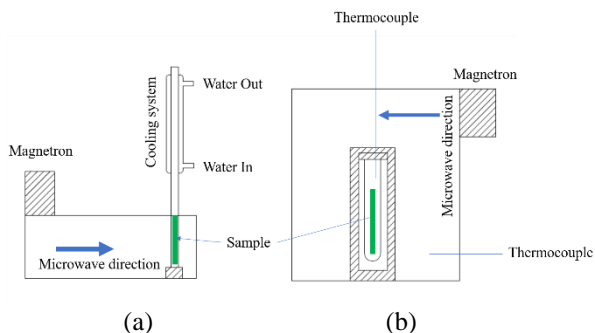 Thermocouple
Magnetron
Microwave direction
Thermocouple
Cooling system
Water Out
Water In
Magnetron
Microwave direction
Sample
(a)
(b)